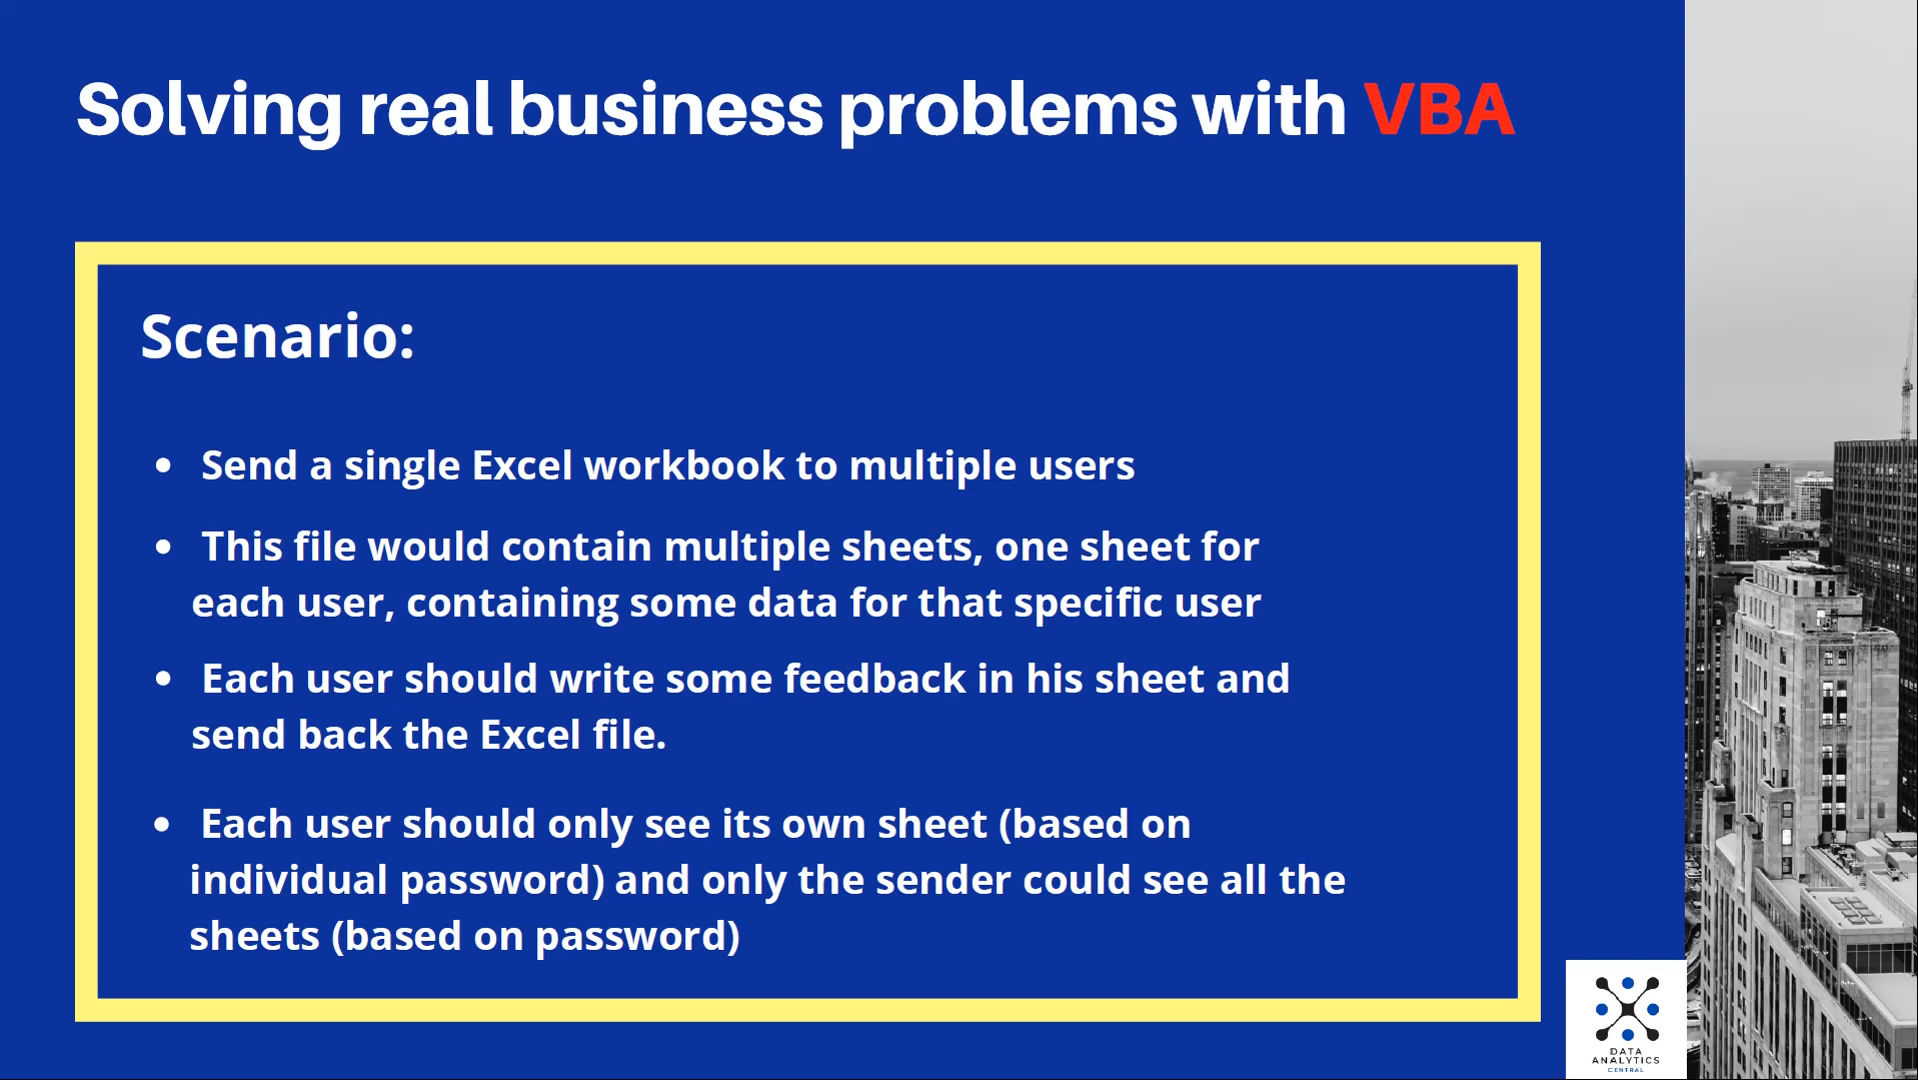 Solving real business problems with VBA
Scenario:
• Send a single Excel workbook to multiple users
• This file would contain multiple sheets, one sheet for
each user, containing some data for that specific user
• Each user should write some feedback in his sheet and
send back the Excel file.
• Each user should only see its own sheet (based on
individual password) and only the sender could see all the
sheets (based on password)
DATA
ANALYTICS
CENTRAL